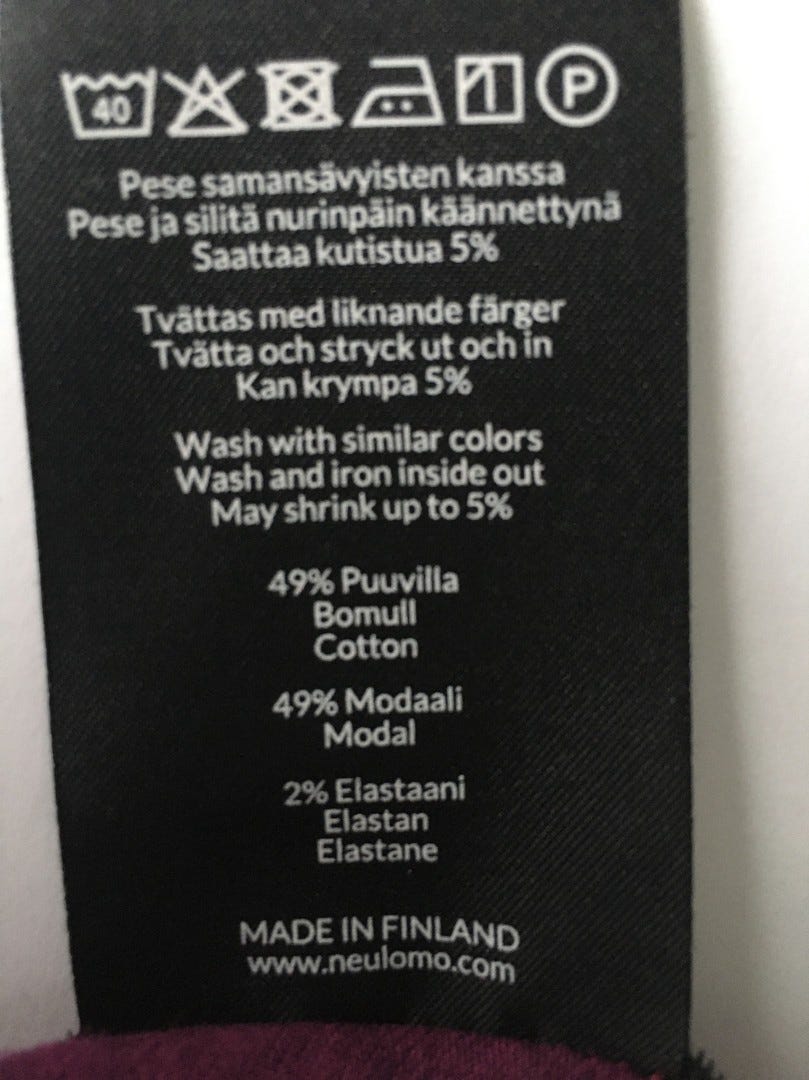 40 P
Pese samansävyisten kanssa
Pese ja silitä nurinpäin käännettynä
Saattaa kutistua 5%
Tvättas med liknande färger
Tvätta och stryck ut och in
Kan krympa 5%
Wash with similar colors
Wash and iron inside out
May shrink up to 5%
49% Puuvilla
Bomull
Cotton
49% Modaali
Modal
2% Elastaani
Elastan
Elastane
MADE IN FINLAND
www.neulomo.com